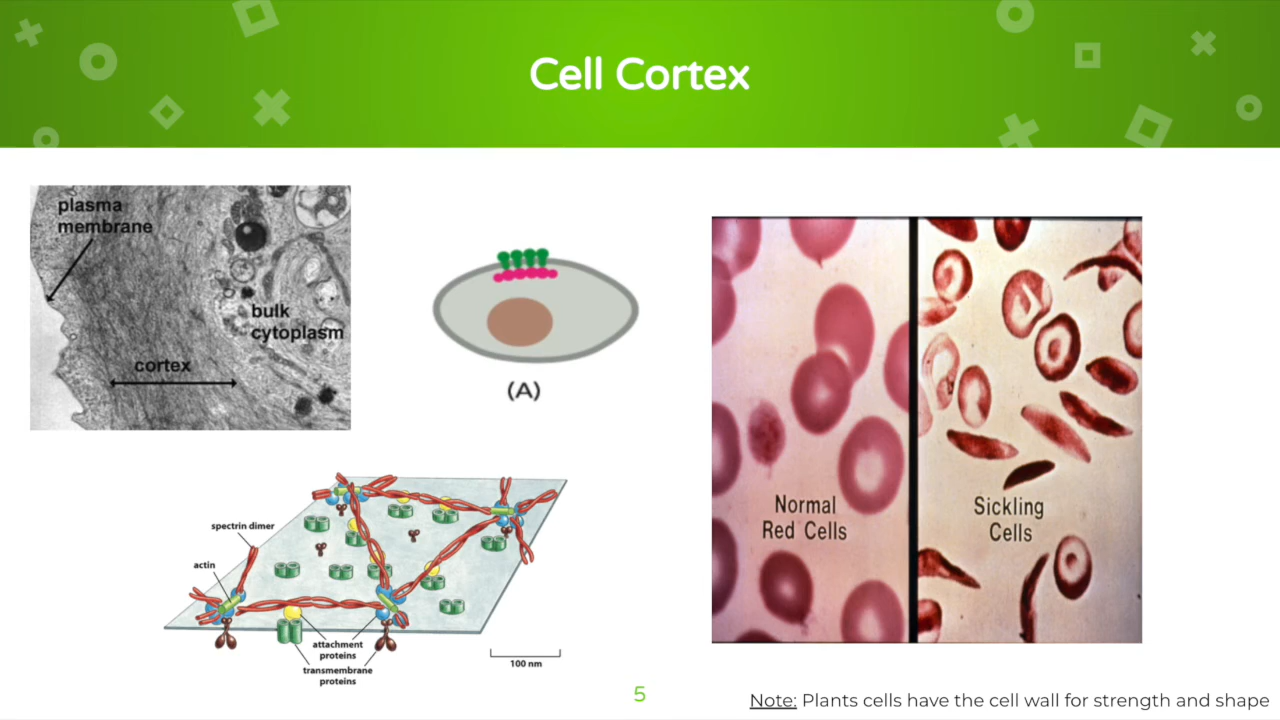 Cell Cortex
plasma
membrane
bulk
cytoplasm
cortex
(A)
spectrin dimer
actin
attachment
proteins
transmembrane
proteins
100 nm
Normal
Red Cells
Sickling
Cells
5
Note: Plants cells have the cell wall for strength and shape